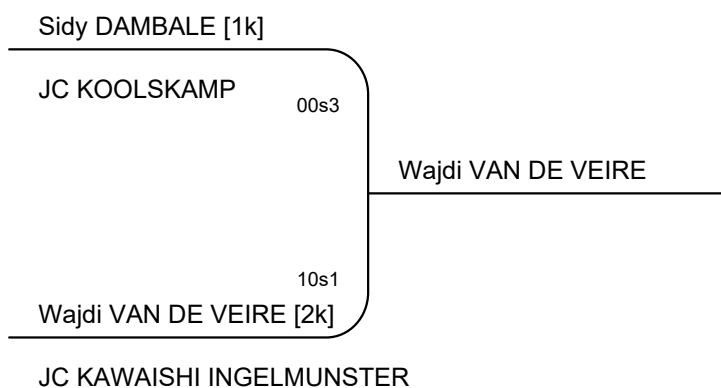 Sidy DAMBALE [1k]
JC KOOLSKAMP
00s3
Wajdi VAN DE VEIRE
10s1
Wajdi VAN DE VEIRE [2k]
JC KAWAISHI INGELMUNSTER